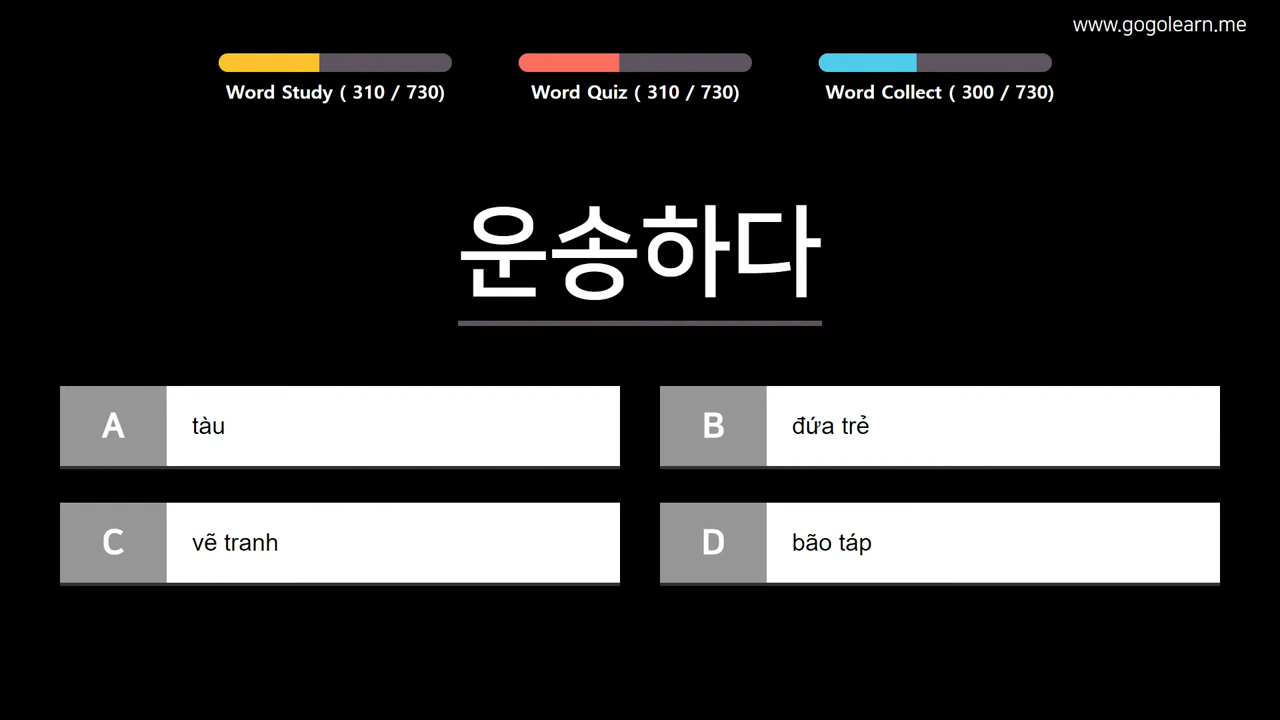 www.gogolearn.me
Word Study ( 310 / 730)
Word Quiz ( 310 / 730)
Word Collect ( 300 / 730)
운송하다
A tàu
B đứa trẻ
C vẽ tranh
D bão táp